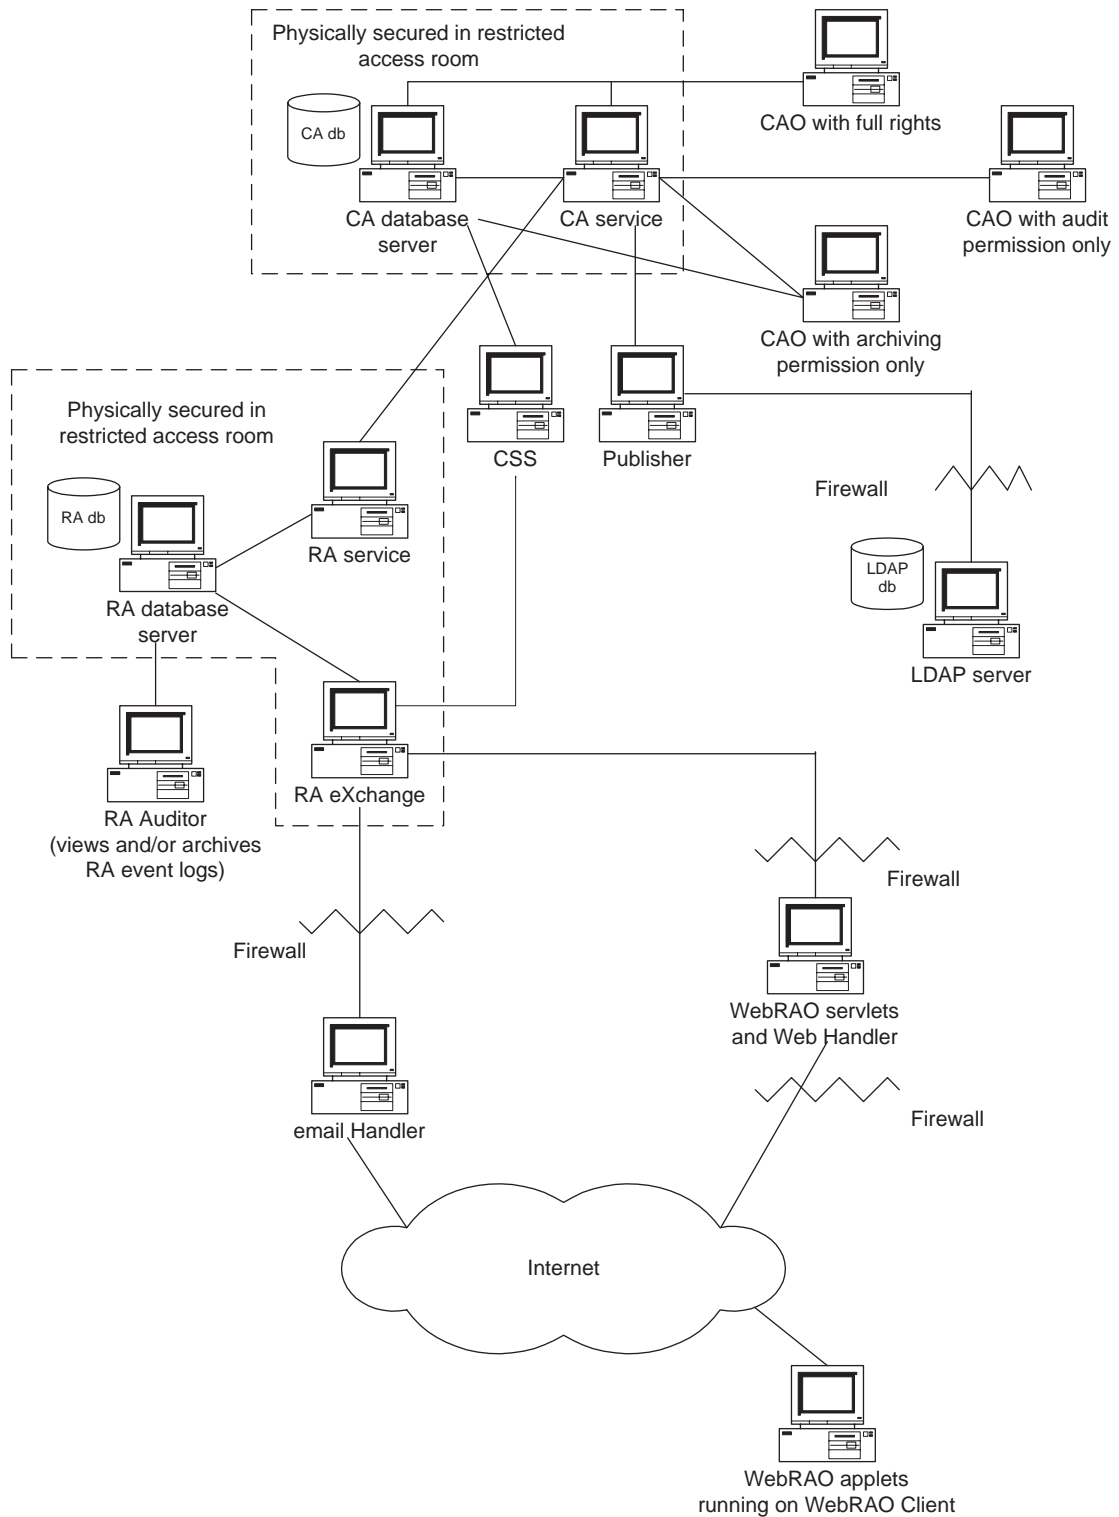 Physically secured in restricted
access room
CA db
CAO with full rights
CA database
server
CA service
CAO with audit
permission only
CAO with archiving
permission only
Physically secured in
restricted access room
CSS
Publisher
RA db
RA service
Firewall
LDAP
db
RA database
server
LDAP server
RA eXchange
RA Auditor
(views and/or archives
RA event logs)
Firewall
Firewall
WebRAO servlets
and Web Handler
email Handler
Firewall
Internet
WebRAO applets
running on WebRAO Client